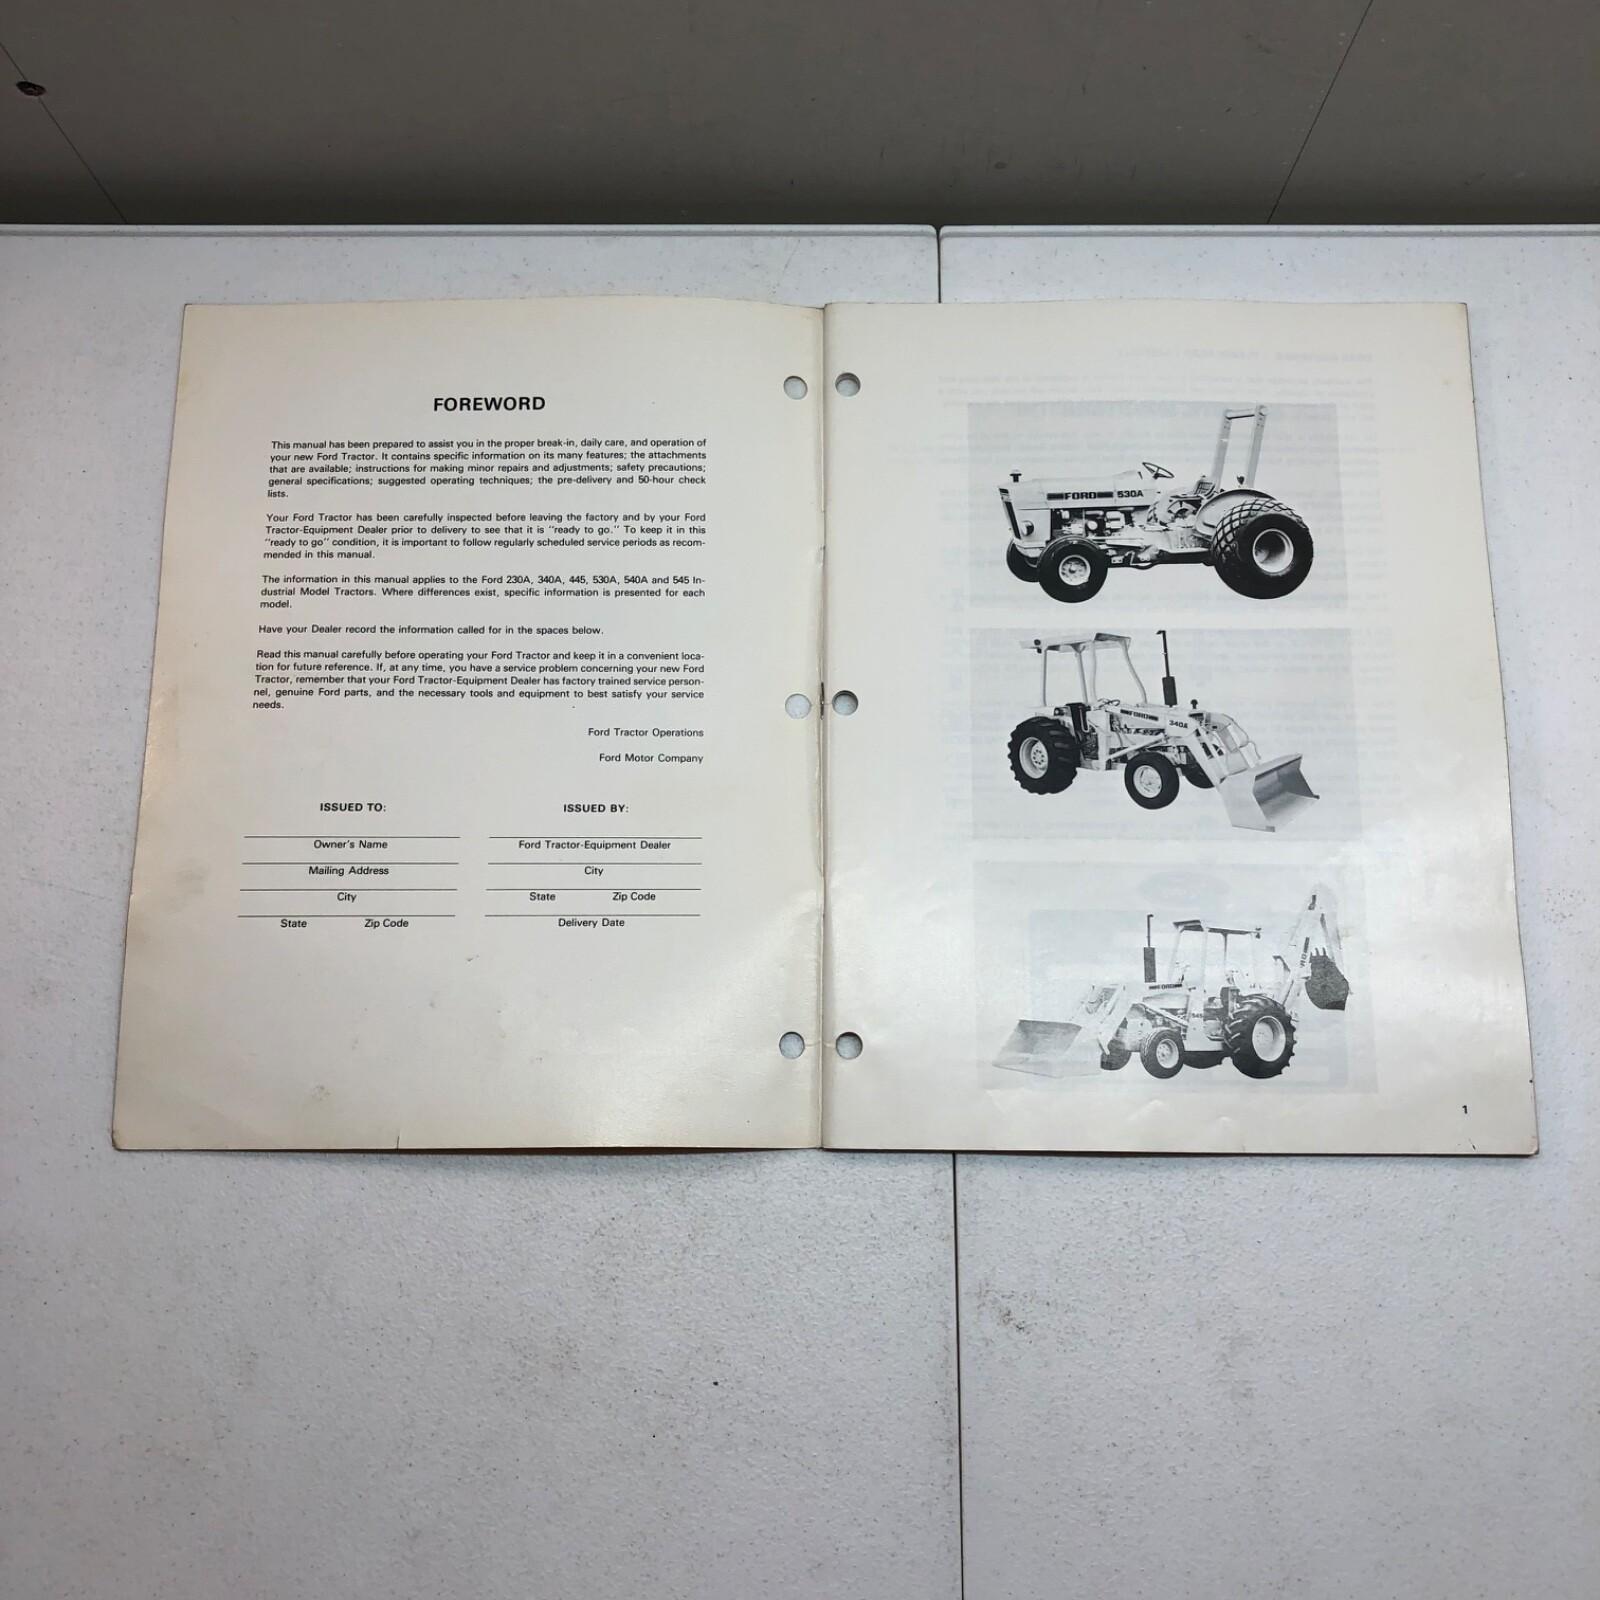 FOREWORD
This manual has been prepared to assist you in the proper break-in, daily care, and operation of
your new Ford Tractor. It contains specific information on its many features; the attachments
that are available; instructions for making minor repairs and adjustments; safety precautions;
general specifications; suggested operating techniques; the pre-delivery and 50-hour check
lists.
Your Ford Tractor has been carefully inspected before leaving the factory and by your Ford
Tractor-Equipment Dealer prior to delivery to see that it is "ready to go." To keep it in this
"ready to go" condition, it is important to follow regularly scheduled service periods as recom-
mended in this manual.
The information in this manual applies to the Ford 230A, 340A, 445, 530A, 540A and 545 In-
dustrial Model Tractors. Where differences exist, specific information is presented for each
model.
Have your Dealer record the information called for in the spaces below.
Read this manual carefully before operating your Ford Tractor and keep it in a convenient loca-
tion for future reference. If, at any time, you have a service problem concerning your new Ford
Tractor, remember that your Ford Tractor-Equipment Dealer has factory trained service person-
nel, genuine Ford parts, and the necessary tools and equipment to best satisfy your service
needs.
Ford Tractor Operations
Ford Motor Company
ISSUED TO:
Owner's Name
Mailing Address
City
State Zip Code
ISSUED BY:
Ford Tractor-Equipment Dealer
City
State Zip Code
Delivery Date
FORD 530A
FORD 340A
FORD 545
1